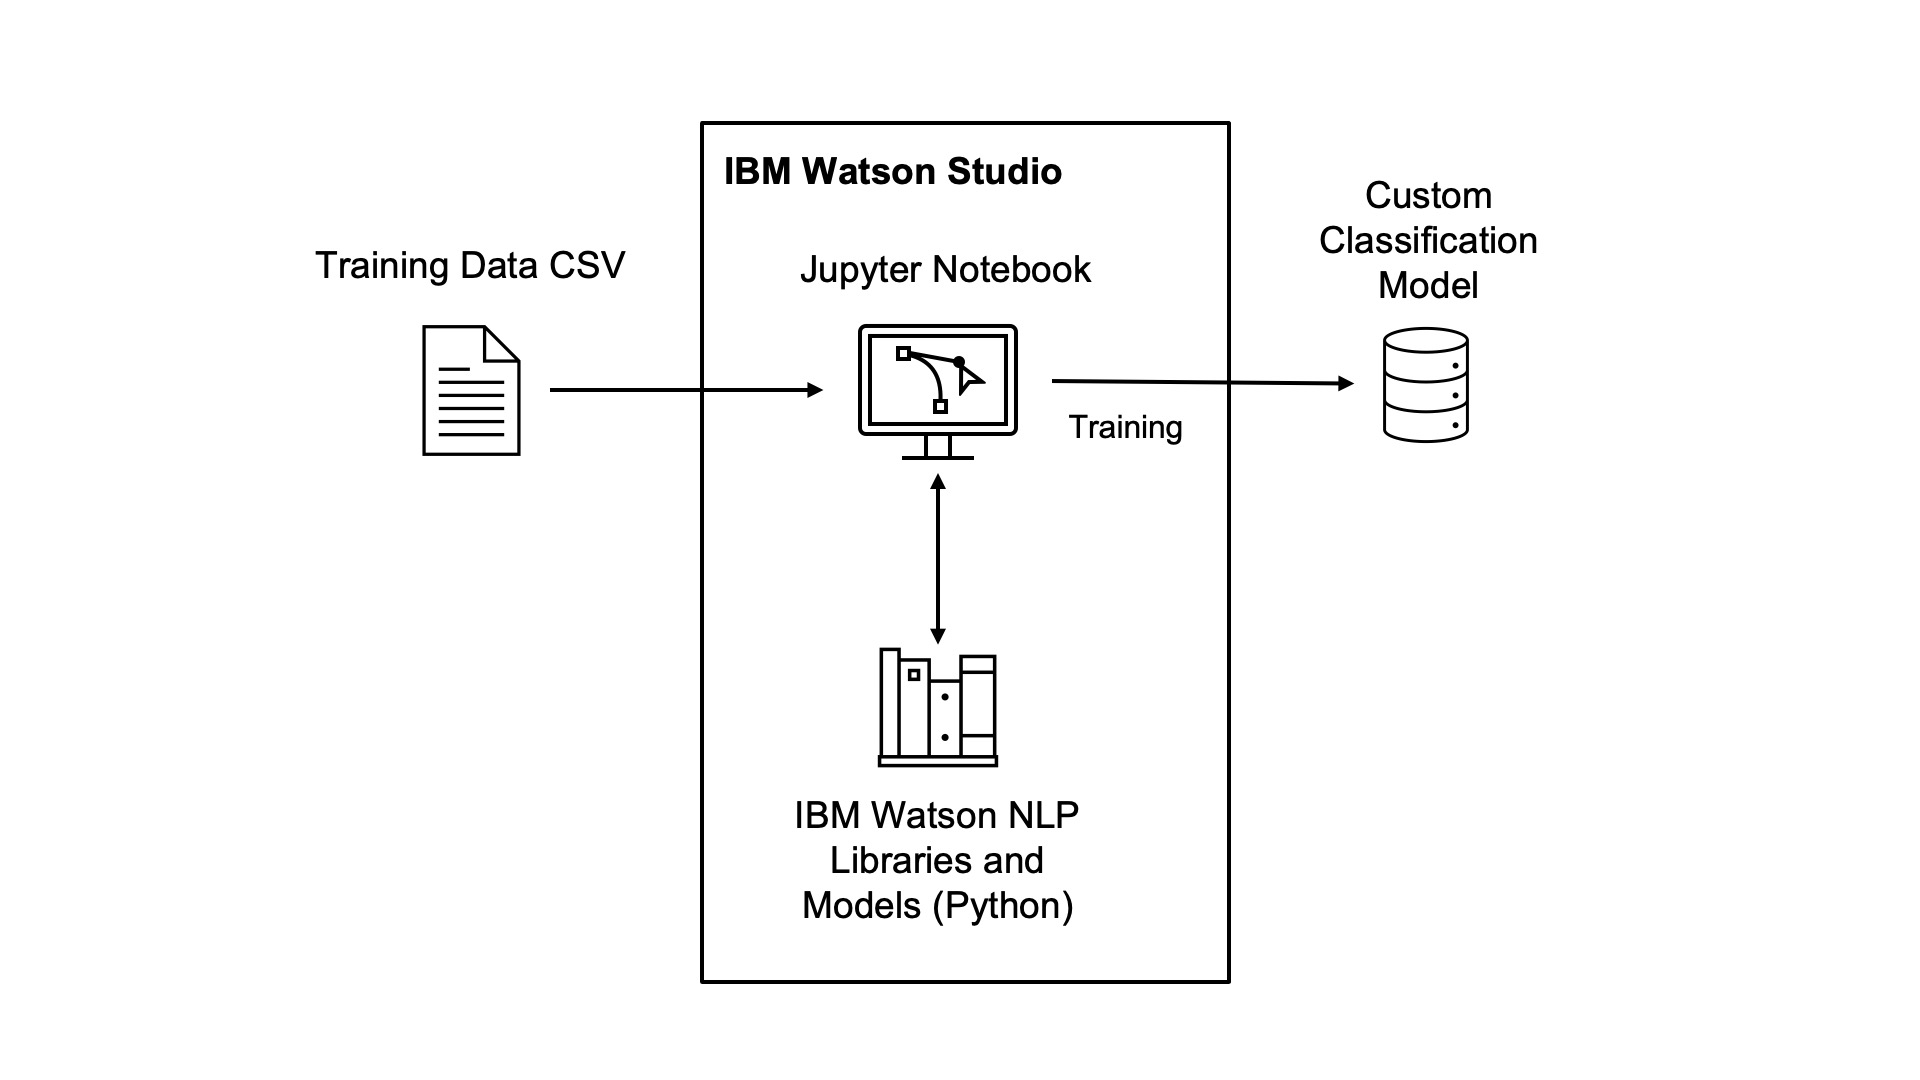 IBM Watson Studio
Training Data CSV
Jupyter Notebook
Custom
Classification
Model
Training
IBM Watson NLP
Libraries and
Models (Python)